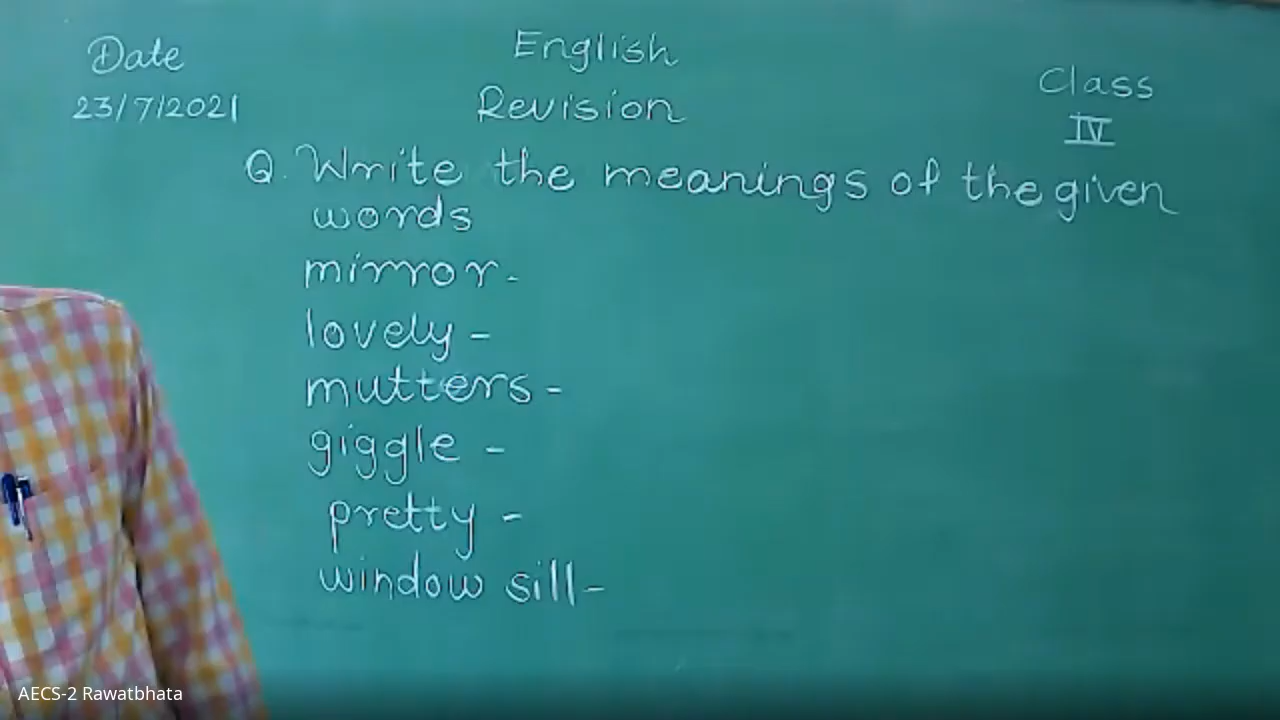 Date
23/7/2021
English
Revision
Class
IV
Q. Write the meanings of the given
words
mirror -
lovely -
mutters -
giggle -
pretty -
window sill -
AECS-2 Rawatbhata